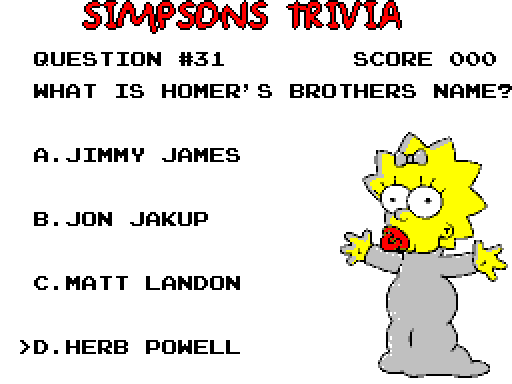 SIMPSONS TRIVIA
QUESTION #31 SCORE 000
WHAT IS HOMER'S BROTHERS NAME?
A.JIMMY JAMES
B.JON JAKUP
C.MATT LANDON
>D.HERB POWELL